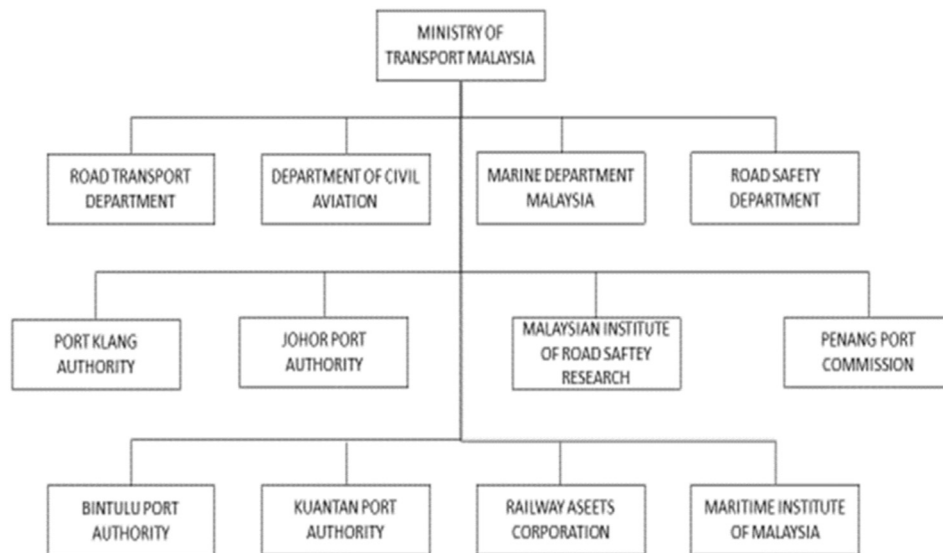 MINISTRY OF
TRANSPORT MALAYSIA
ROAD TRANSPORT
DEPARTMENT
DEPARTMENT OF CIVIL
AVIATION
MARINE DEPARTMENT
MALAYSIA
ROAD SAFETY
DEPARTMENT
PORT KLANG
AUTHORITY
JOHOR PORT
AUTHORITY
MALAYSIAN INSTITUTE
OF ROAD SAFTEY
RESEARCH
PENANG PORT
COMMISSION
BINTULU PORT
AUTHORITY
KUANTAN PORT
AUTHORITY
RAILWAY ASEETS
CORPORATION
MARITIME INSTITUTE
OF MALAYSIA